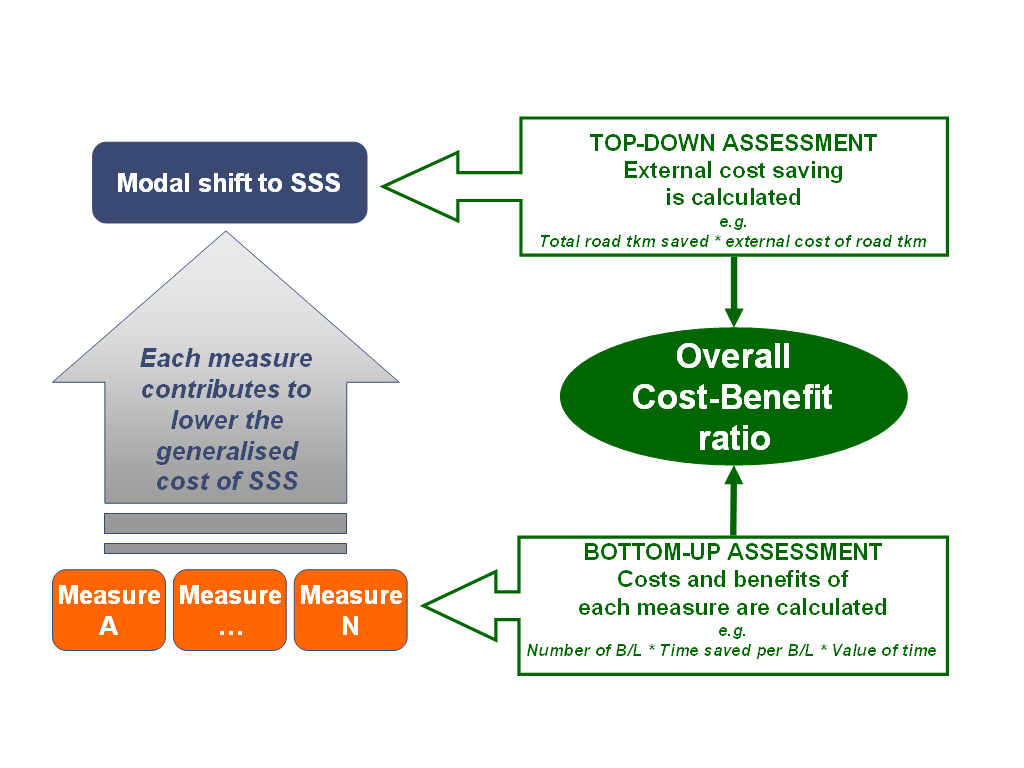 Modal shift to SSS
TOP-DOWN ASSESSMENT
External cost saving
is calculated
e.g.
Total road tkm saved * external cost of road tkm
Each measure
contributes to
lower the
generalised
cost of SSS
Overall
Cost-Benefit
ratio
Measure
A
Measure
...
Measure
N
BOTTOM-UP ASSESSMENT
Costs and benefits of
each measure are calculated
e.g.
Number of B/L * Time saved per B/L * Value of time